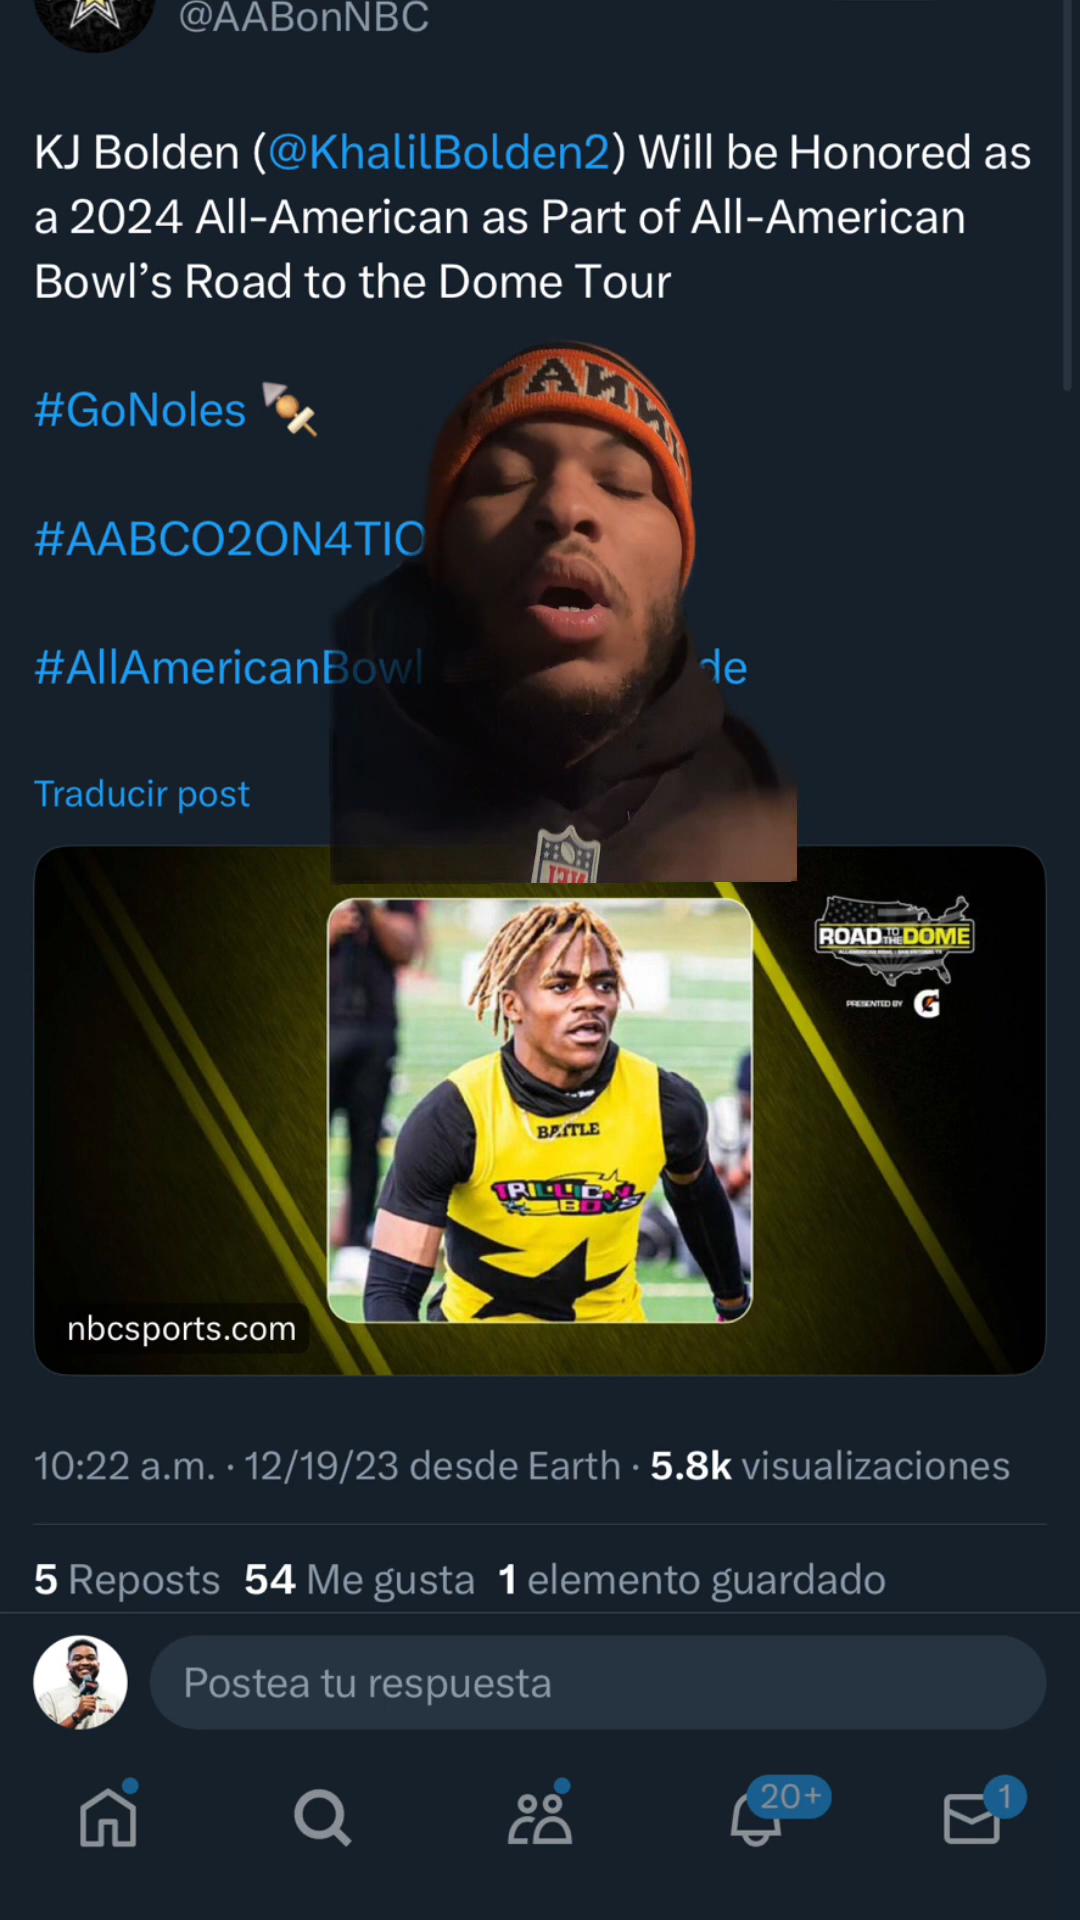 @AABonNBC
KJ Bolden (@KhalilBolden2) Will be Honored as
a 2024 All-American as Part of All-American
Bowl’s Road to the Dome Tour
#GoNoles
#AABCO2ON4TIO
#AllAmericanBowl de
Traducir post
ROAD TO THE DOME
PRESENTED BY G
BATTLE
TRILLION
BOYS
nbcsports.com
10:22 a.m. · 12/19/23 desde Earth · 5.8k visualizaciones
5 Reposts 54 Me gusta 1 elemento guardado
Postea tu respuesta
20+
1